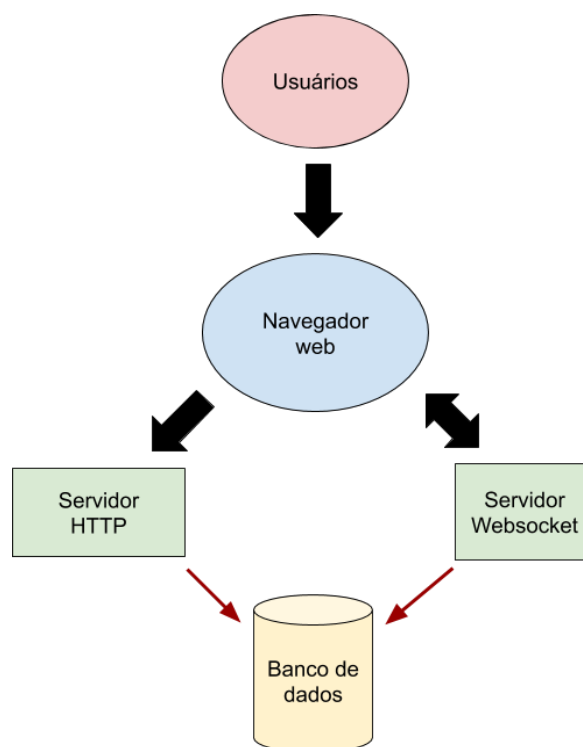 Usuários
Navegador
web
Servidor
HTTP
Servidor
Websocket
Banco de
dados